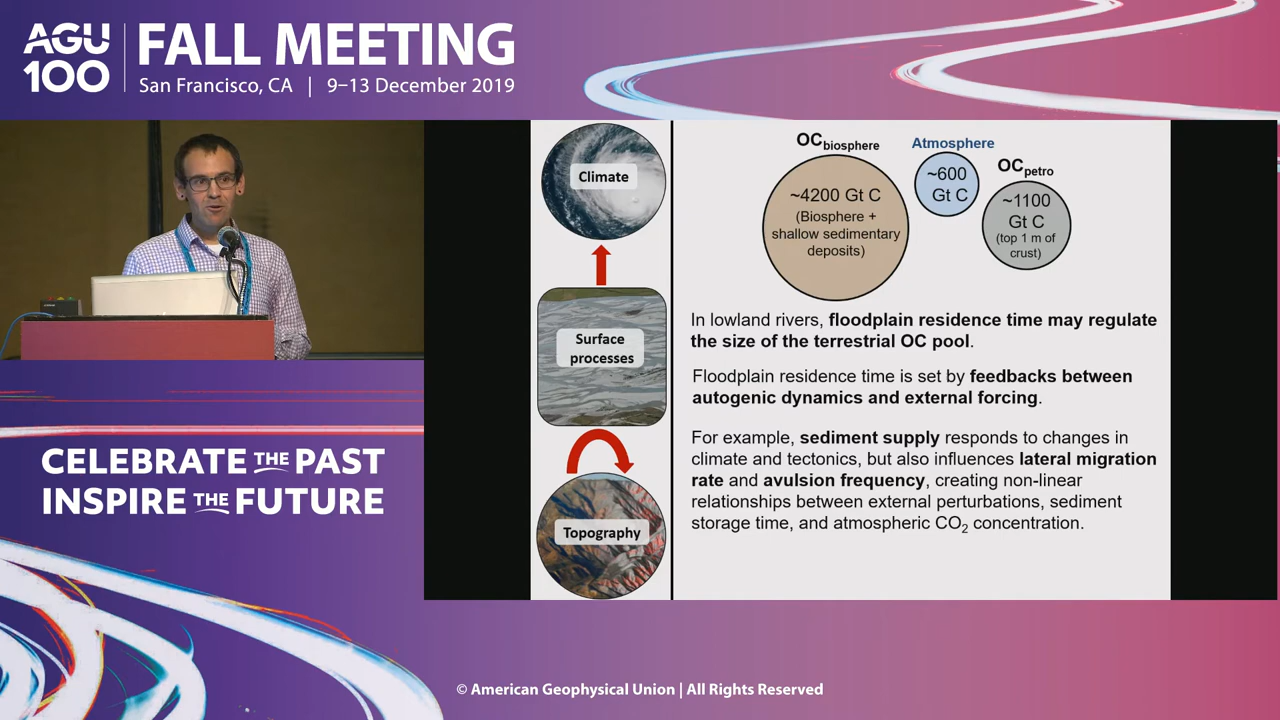 AGU
100
FALL MEETING
San Francisco, CA | 9–13 December 2019
Climate
Surface
processes
Topography
OCbiosphere
~4200 Gt C
(Biosphere +
shallow sedimentary
deposits)
Atmosphere
~600
Gt C
OCpetro
~1100
Gt C
(top 1 m of
crust)
In lowland rivers, floodplain residence time may regulate
the size of the terrestrial OC pool.
Floodplain residence time is set by feedbacks between
autogenic dynamics and external forcing.
For example, sediment supply responds to changes in
climate and tectonics, but also influences lateral migration
rate and avulsion frequency, creating non-linear
relationships between external perturbations, sediment
storage time, and atmospheric CO₂ concentration.
CELEBRATE THE PAST
INSPIRE THE FUTURE
© American Geophysical Union | All Rights Reserved